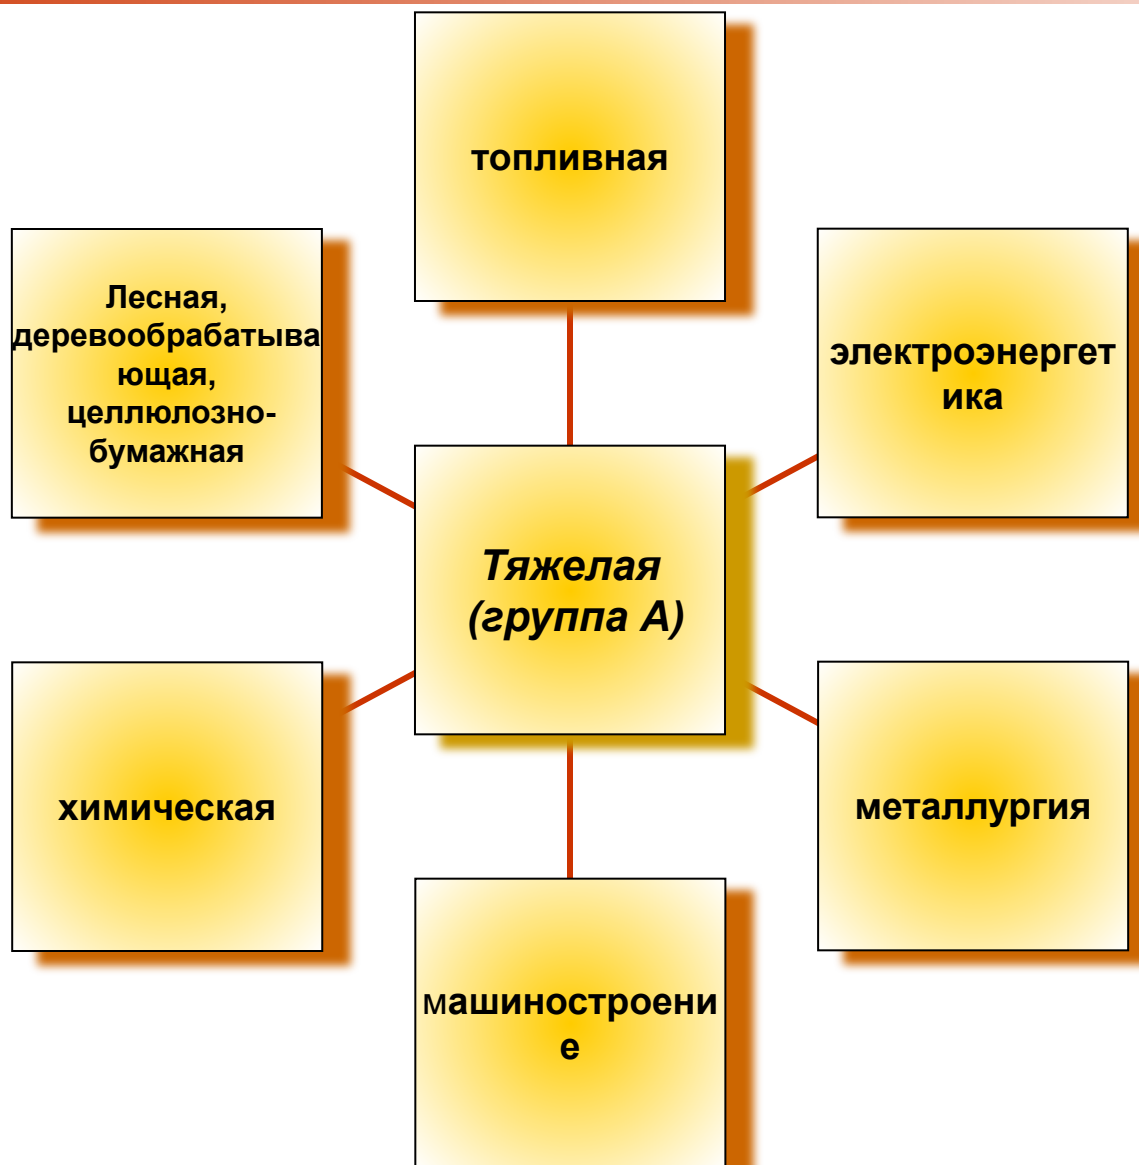 топливная
Лесная,
деревообрабатыва
ющая,
целлюлозно-
бумажная
электроэнергет
ика
Тяжелая
(группа А)
химическая
металлургия
машиностроени
е